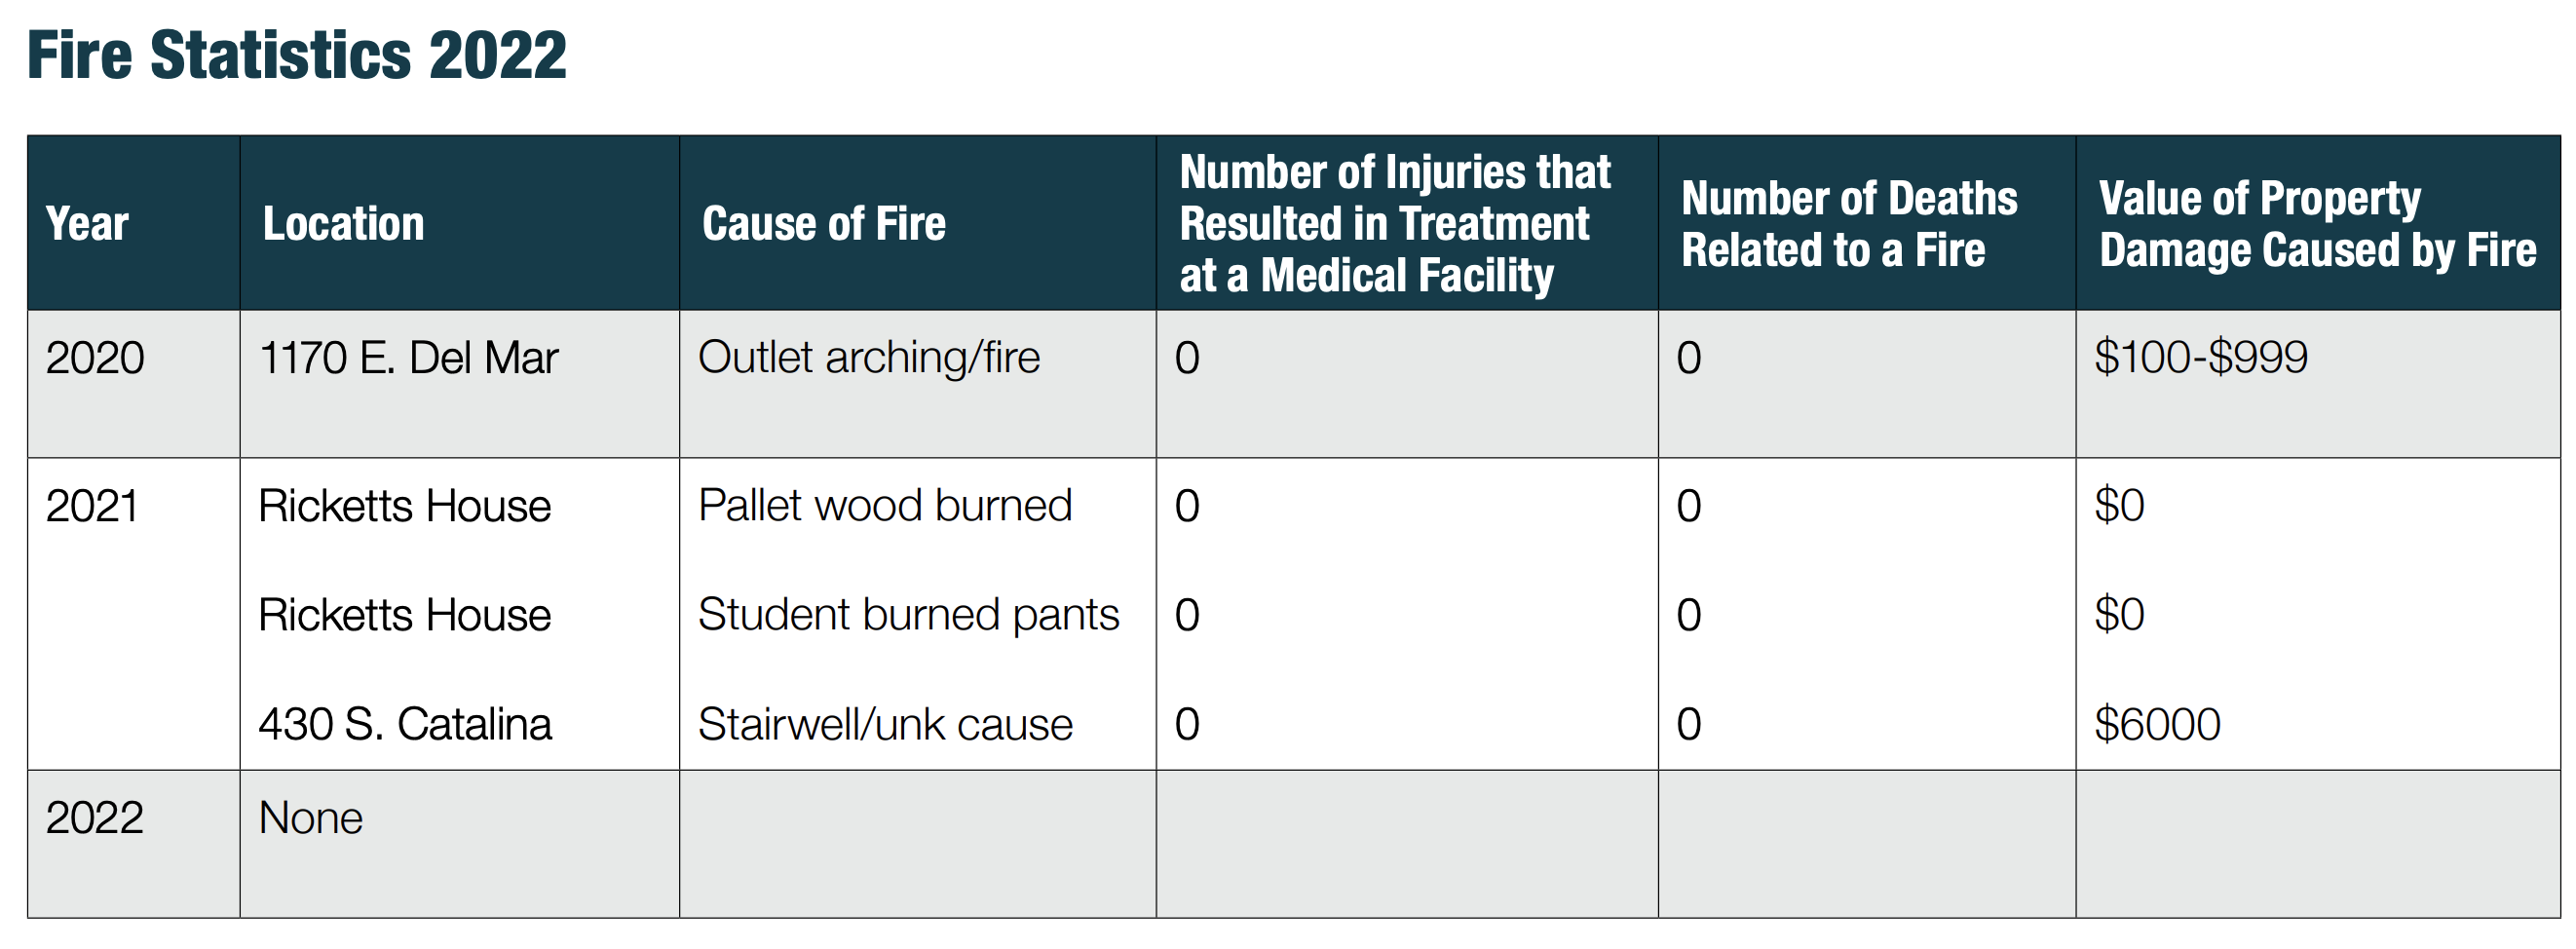 Fire Statistics 2022
Year Location Cause of Fire Number of Injuries that Resulted in Treatment at a Medical Facility Number of Deaths Related to a Fire Value of Property Damage Caused by Fire
2020 1170 E. Del Mar Outlet arching/fire 0 0 $100-$999
2021 Ricketts House Pallet wood burned 0 0 $0
Ricketts House Student burned pants 0 0 $0
430 S. Catalina Stairwell/unk cause 0 0 $6000
2022 None